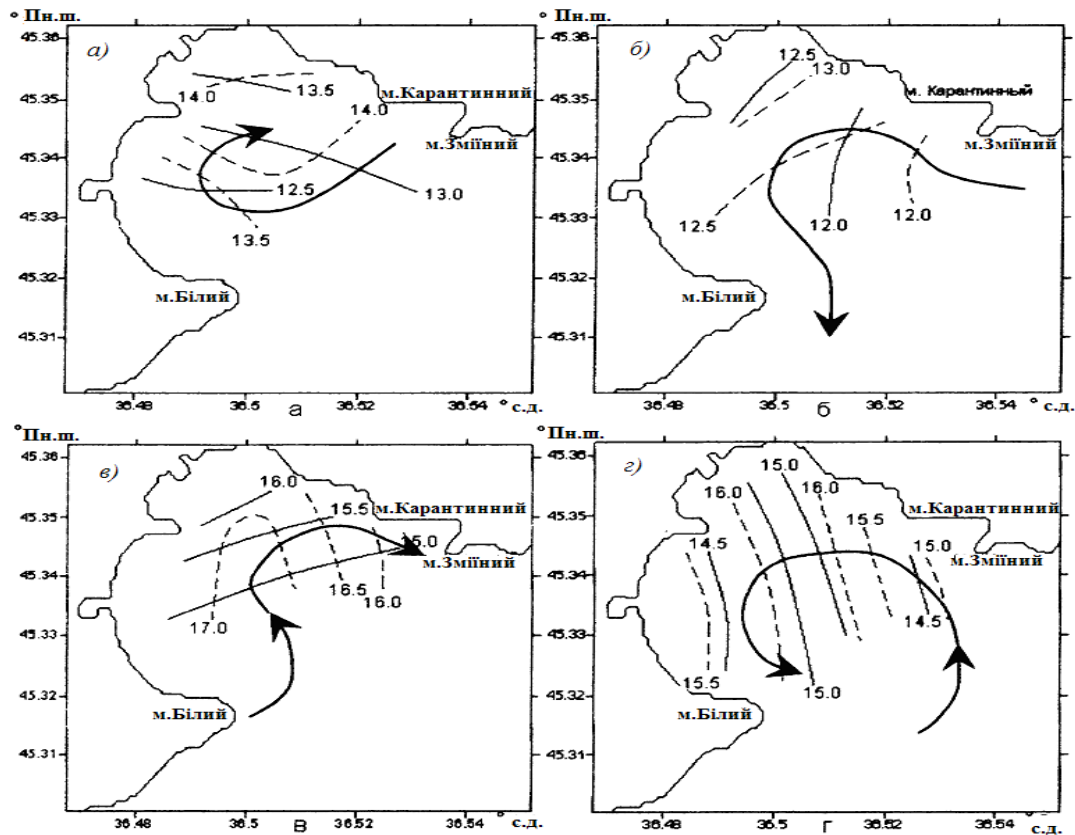 ° Пн.ш.
45.36
45.35
45.34
45.33
45.32
45.31
а)
13.5
14.0
14.0
м.Карантинний
м.Зміїний
12.5
13.0
13.5
м.Білий
36.48
36.5
36.52
36.54
° с.д.
а
° Пн.ш.
45.36
45.35
45.34
45.33
45.32
45.31
б)
12.5
13.0
м. Карантинный
м.Зміїний
12.5
12.0
12.0
м.Білий
36.48
36.5
36.52
36.54
° с.д.
б
° Пн.ш.
45.36
45.35
45.34
45.33
45.32
45.31
в)
16.0
15.5
м.Карантинний
15.0
м.Зміїний
16.5
16.0
17.0
м.Білий
36.48
36.5
36.52
36.54
° с.д.
в
° Пн.ш.
45.36
45.35
45.34
45.33
45.32
45.31
г)
15.0
16.0
16.0
м.Карантинний
15.5
14.5
15.0
м.Зміїний
14.5
15.5
15.0
м.Білий
36.48
36.5
36.52
36.54
° с.д.
г